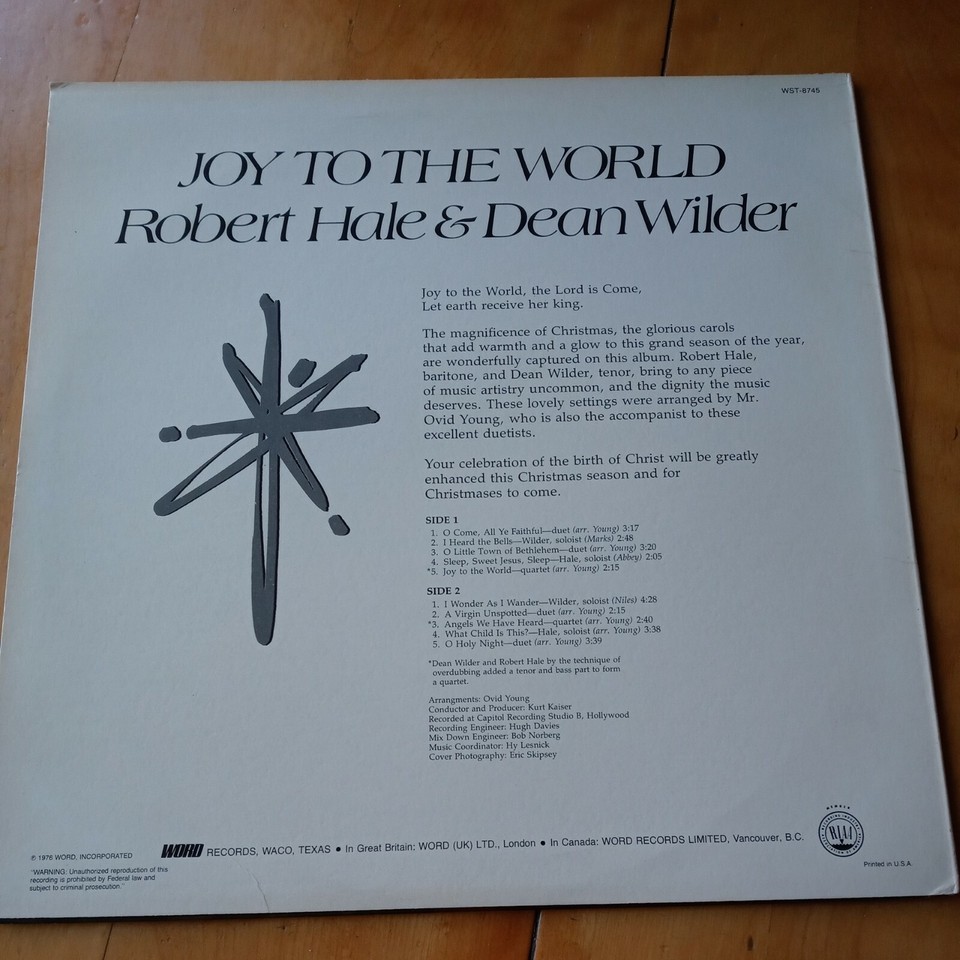 WST-8745
JOY TO THE WORLD
Robert Hale & Dean Wilder
Joy to the World, the Lord is Come,
Let earth receive her king.
The magnificence of Christmas, the glorious carols
that add warmth and a glow to this grand season of the year,
are wonderfully captured on this album. Robert Hale,
baritone, and Dean Wilder, tenor, bring to any piece
of music artistry uncommon, and the dignity the music
deserves. These lovely settings were arranged by Mr.
Ovid Young, who is also the accompanist to these
excellent duetists.
Your celebration of the birth of Christ will be greatly
enhanced this Christmas season and for
Christmases to come.
SIDE 1
1. O Come, All Ye Faithful—duet (arr. Young) 3:17
2. I Heard the Bells—Wilder, soloist (Marks) 2:48
3. O Little Town of Bethlehem—duet (arr. Young) 3:20
4. Sleep, Sweet Jesus, Sleep—Hale, soloist (Abbey) 2:05
*5. Joy to the World—quartet (arr. Young) 2:15
SIDE 2
1. I Wonder As I Wander—Wilder, soloist (Niles) 4:28
2. A Virgin Unspotted—duet (arr. Young) 2:15
*3. Angels We Have Heard—quartet (arr. Young) 2:40
4. What Child Is This?—Hale, soloist (arr. Young) 3:38
5. O Holy Night—duet (arr. Young) 3:39
*Dean Wilder and Robert Hale by the technique of
overdubbing added a tenor and bass part to form
a quartet.
Arrangments: Ovid Young
Conductor and Producer: Kurt Kaiser
Recorded at Capitol Recording Studio B, Hollywood
Recording Engineer: Hugh Davies
Mix Down Engineer: Bob Norberg
Music Coordinator: Hy Lesnick
Cover Photography: Eric Skipsey
℗ 1976 WORD, INCORPORATED
"WARNING: Unauthorized reproduction of this
recording is prohibited by Federal law and
subject to criminal prosecution."
WORD RECORDS, WACO, TEXAS • In Great Britain: WORD (UK) LTD., London • In Canada: WORD RECORDS LIMITED, Vancouver, B.C.
MEMBER
RIAA
Printed in U.S.A.